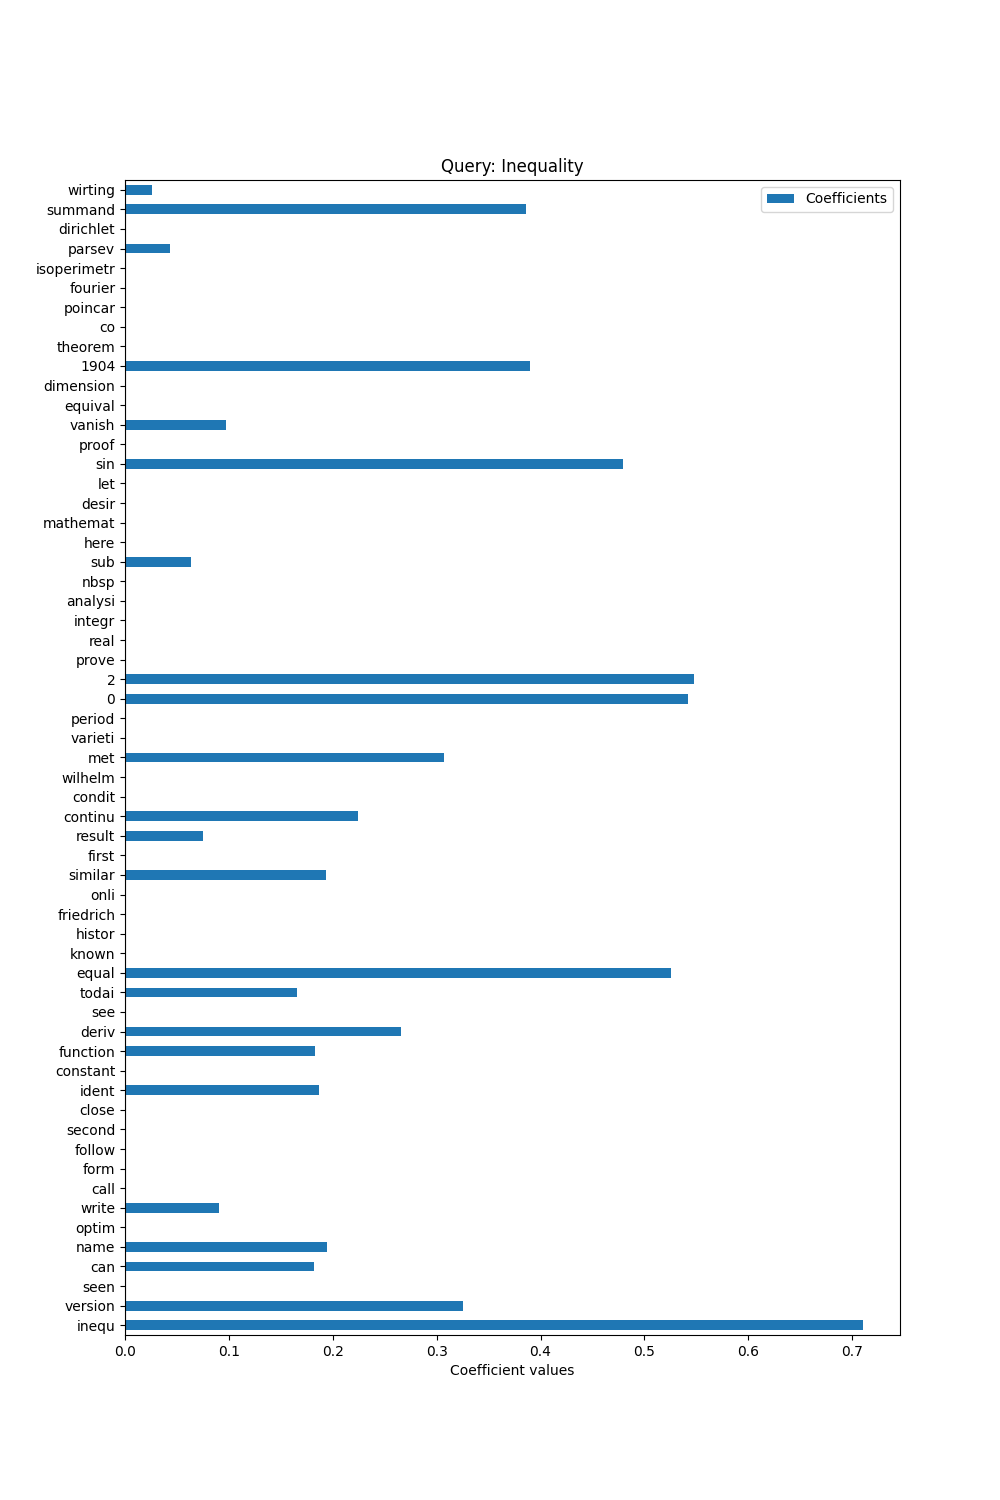 Query: Inequality
Coefficients
wirting
summand
dirichlet
parsev
isoperimetr
fourier
poincar
co
theorem
1904
dimension
equival
vanish
proof
sin
let
desir
mathemat
here
sub
nbsp
analysi
integr
real
prove
2
0
period
varieti
met
wilhelm
condit
continu
result
first
similar
onli
friedrich
histor
known
equal
todai
see
deriv
function
constant
ident
close
second
follow
form
call
write
optim
name
can
seen
version
inequ
0.0 0.1 0.2 0.3 0.4 0.5 0.6 0.7
Coefficient values